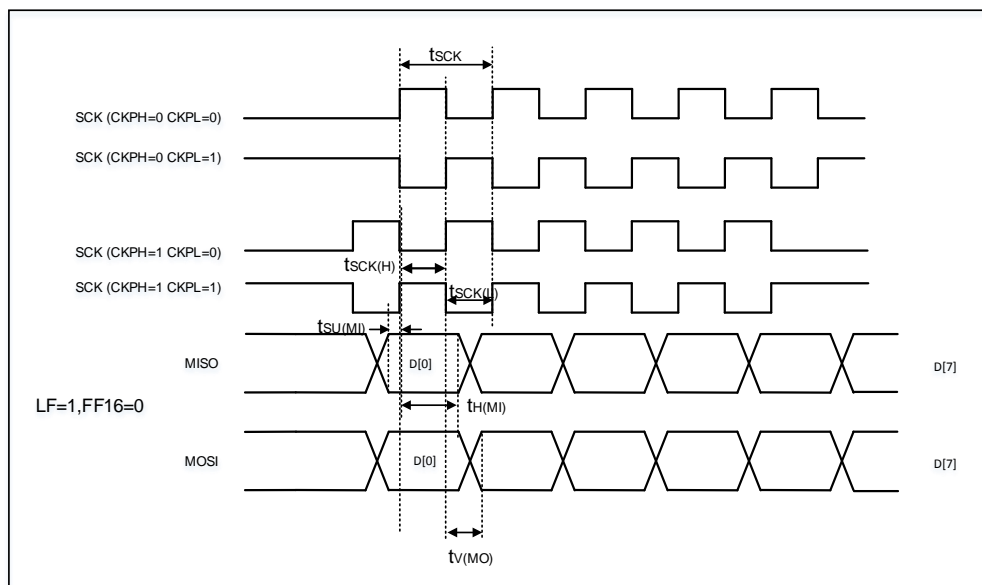 tSCK
SCK (CKPH=0 CKPL=0)
SCK (CKPH=0 CKPL=1)
SCK (CKPH=1 CKPL=0)
tSCK(H)
SCK (CKPH=1 CKPL=1)
tSCK(L)
tSU(MI)
MISO
D[0]
D[7]
LF=1,FF16=0
tH(MI)
MOSI
D[0]
D[7]
tV(MO)